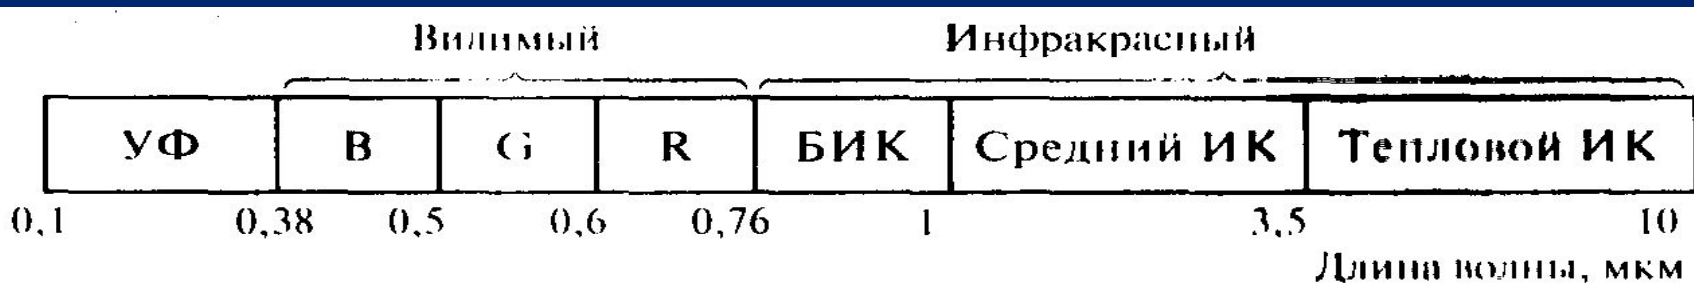 Видимый Инфракрасный
УФ B G R БИК Средний ИК Тепловой ИК
0,1 0,38 0,5 0,6 0,76 1 3,5 10
Длина волны, мкм